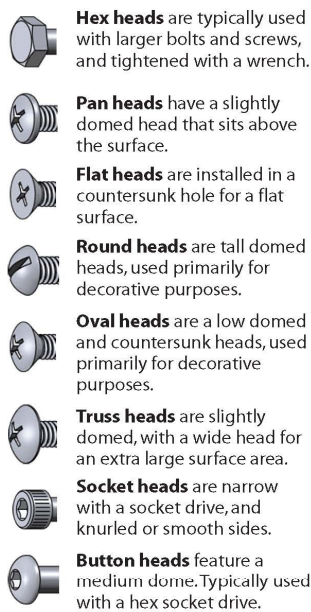 Hex heads are typically used
with larger bolts and screws,
and tightened with a wrench.
Pan heads have a slightly
domed head that sits above
the surface.
Flat heads are installed in a
countersunk hole for a flat
surface.
Round heads are tall domed
heads, used primarily for
decorative purposes.
Oval heads are a low domed
and countersunk heads, used
primarily for decorative
purposes.
Truss heads are slightly
domed, with a wide head for
an extra large surface area.
Socket heads are narrow
with a socket drive, and
knurled or smooth sides.
Button heads feature a
medium dome. Typically used
with a hex socket drive.